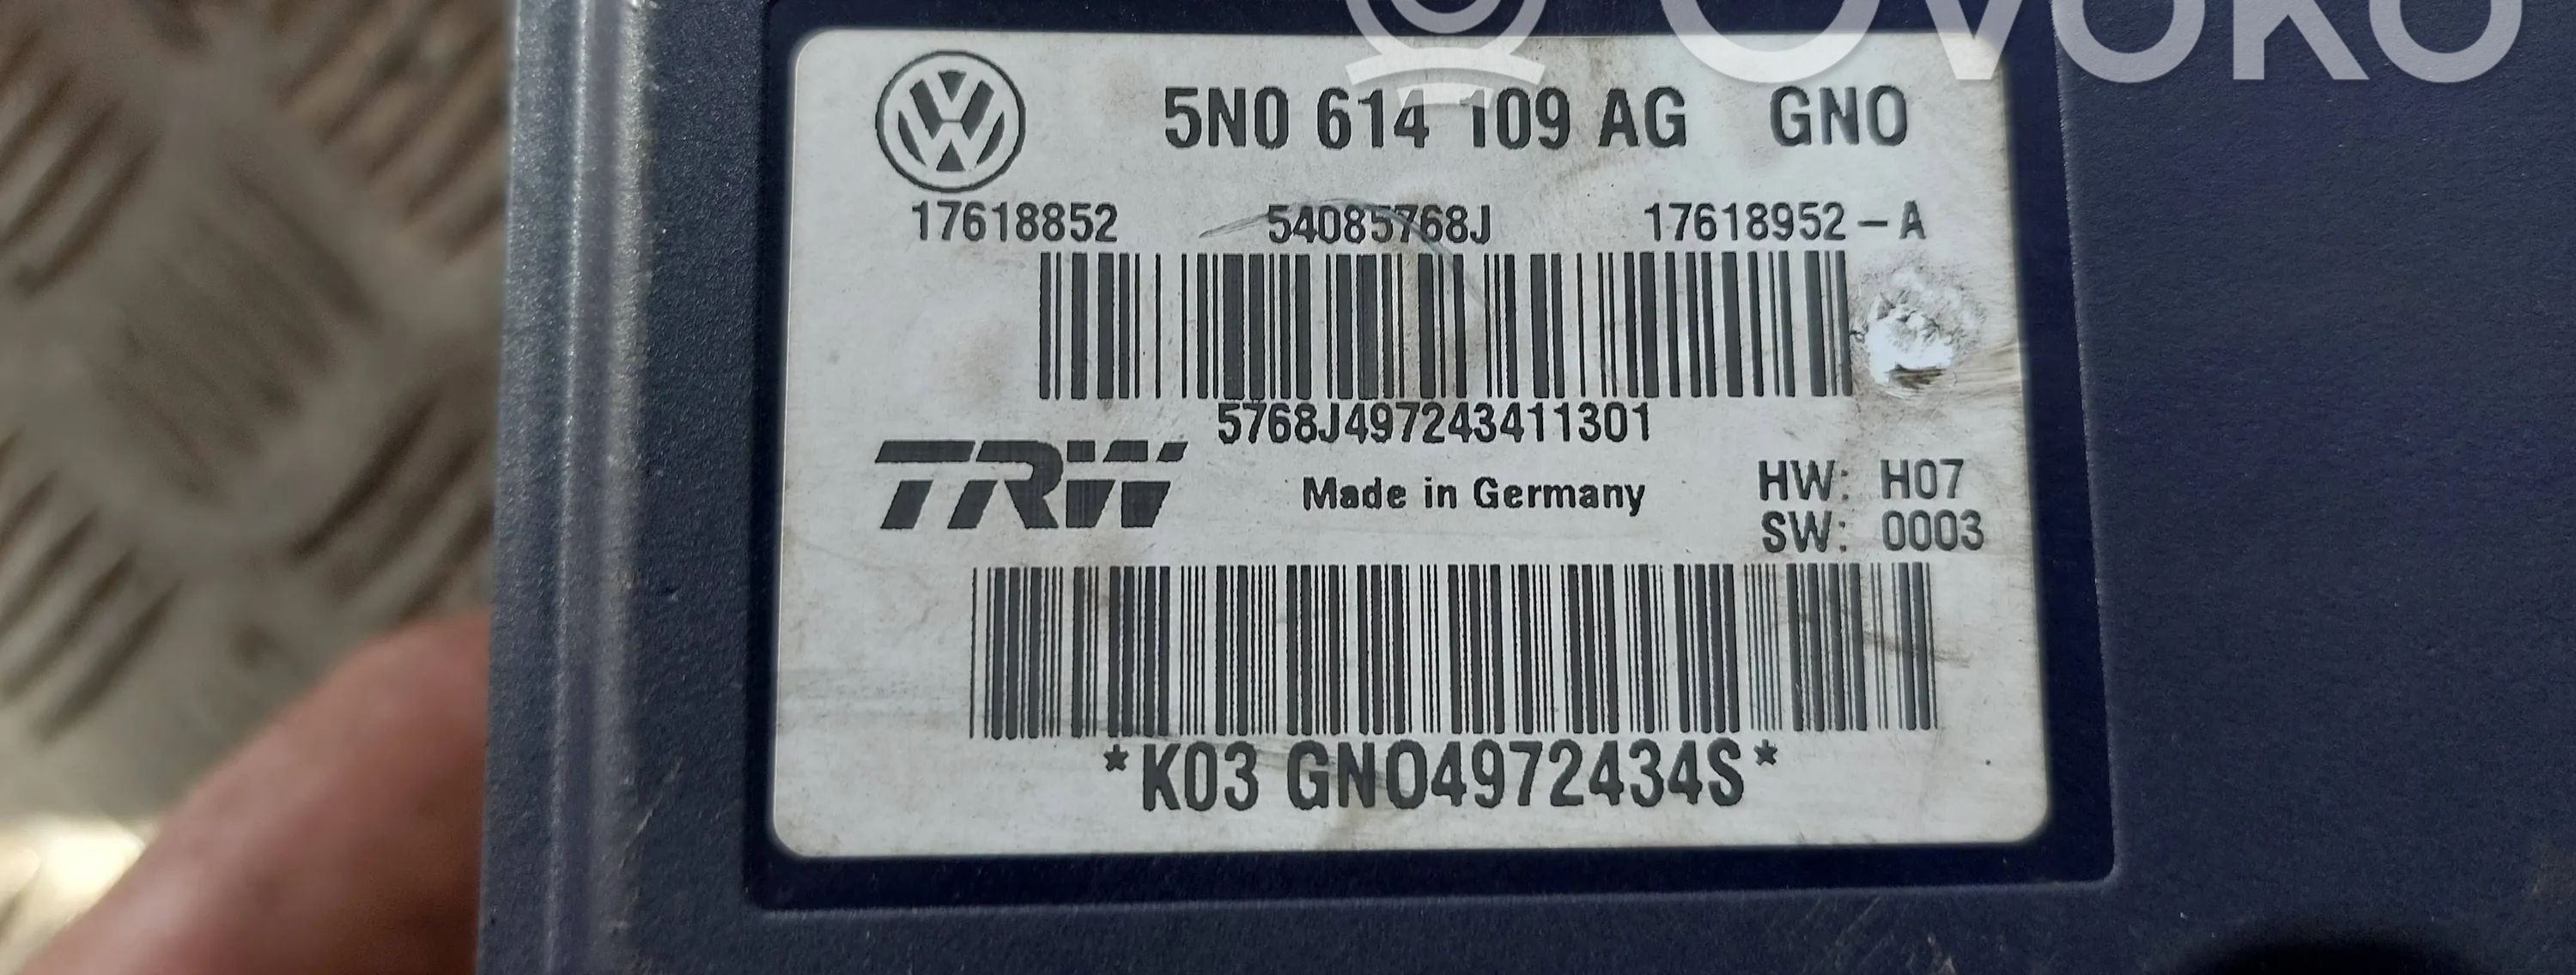 OVOKO
5N0 614 109 AG GNO
17618852 54085768J 17618952-A
5768J497243411301
TRW Made in Germany HW: H07
SW: 0003
*K03 GNO4972434S*